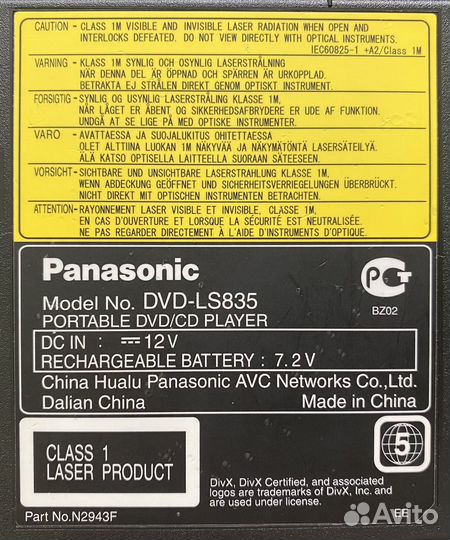 CAUTION - CLASS 1M VISIBLE AND INVISIBLE LASER RADIATION WHEN OPEN AND
INTERLOCKS DEFEATED. DO NOT VIEW DIRECTLY WITH OPTICAL INSTRUMENTS.
IEC60825-1 +A2/Class 1M
VARNING - KLASS 1M SYNLIG OCH OSYNLIG LASERSTRÅLNING
NÄR DENNA DEL ÄR ÖPPNAD OCH SPÄRREN ÄR URKOPPLAD.
BETRAKTA EJ STRÅLEN DIREKT GENOM OPTISKT INSTRUMENT.
FORSIGTIG - SYNLIG OG USYNLIG LASERSTRÅLING KLASSE 1M,
NÅR LÅGET ER ÅBENT OG SIKKERHEDSAFBRYDERE ER UDE AF FUNKTION.
UNDGÅ AT SE LIGE PÅ MED OPTISKE INSTRUMENTER.
VARO - AVATTAESSA JA SUOJALUKITUS OHITETTAESSA
OLET ALTTIINA LUOKAN 1M NÄKYVÄÄ JA NÄKYMÄTÖNTÄ LASERSÄTEILYÄ.
ÄLÄ KATSO OPTISELLA LAITTEELLA SUORAAN SÄTEESEEN.
VORSICHT - SICHTBARE UND UNSICHTBARE LASERSTRAHLUNG KLASSE 1M,
WENN ABDECKUNG GEÖFFNET UND SICHERHEITSVERRIEGELUNGEN ÜBERBRÜCKT.
NICHT DIREKT MIT OPTISCHEN INSTRUMENTEN BETRACHTEN.
ATTENTION - RAYONNEMENT LASER VISIBLE ET INVISIBLE, CLASSE 1M,
EN CAS D'OUVERTURE ET LORSQUE LA SÉCURITÉ EST NEUTRALISÉE.
NE PAS REGARDER DIRECTEMENT À L'AIDE D'INSTRUMENTS D'OPTIQUE.
Panasonic
Model No. DVD-LS835
PORTABLE DVD/CD PLAYER
BZ02
DC IN : 12 V
RECHARGEABLE BATTERY : 7.2 V
China Hualu Panasonic AVC Networks Co.,Ltd.
Dalian China Made in China
CLASS 1
LASER PRODUCT
5
DivX, DivX Certified, and associated
logos are trademarks of DivX, Inc. and
are used under license.
Part No.N2943F
EE
Avito